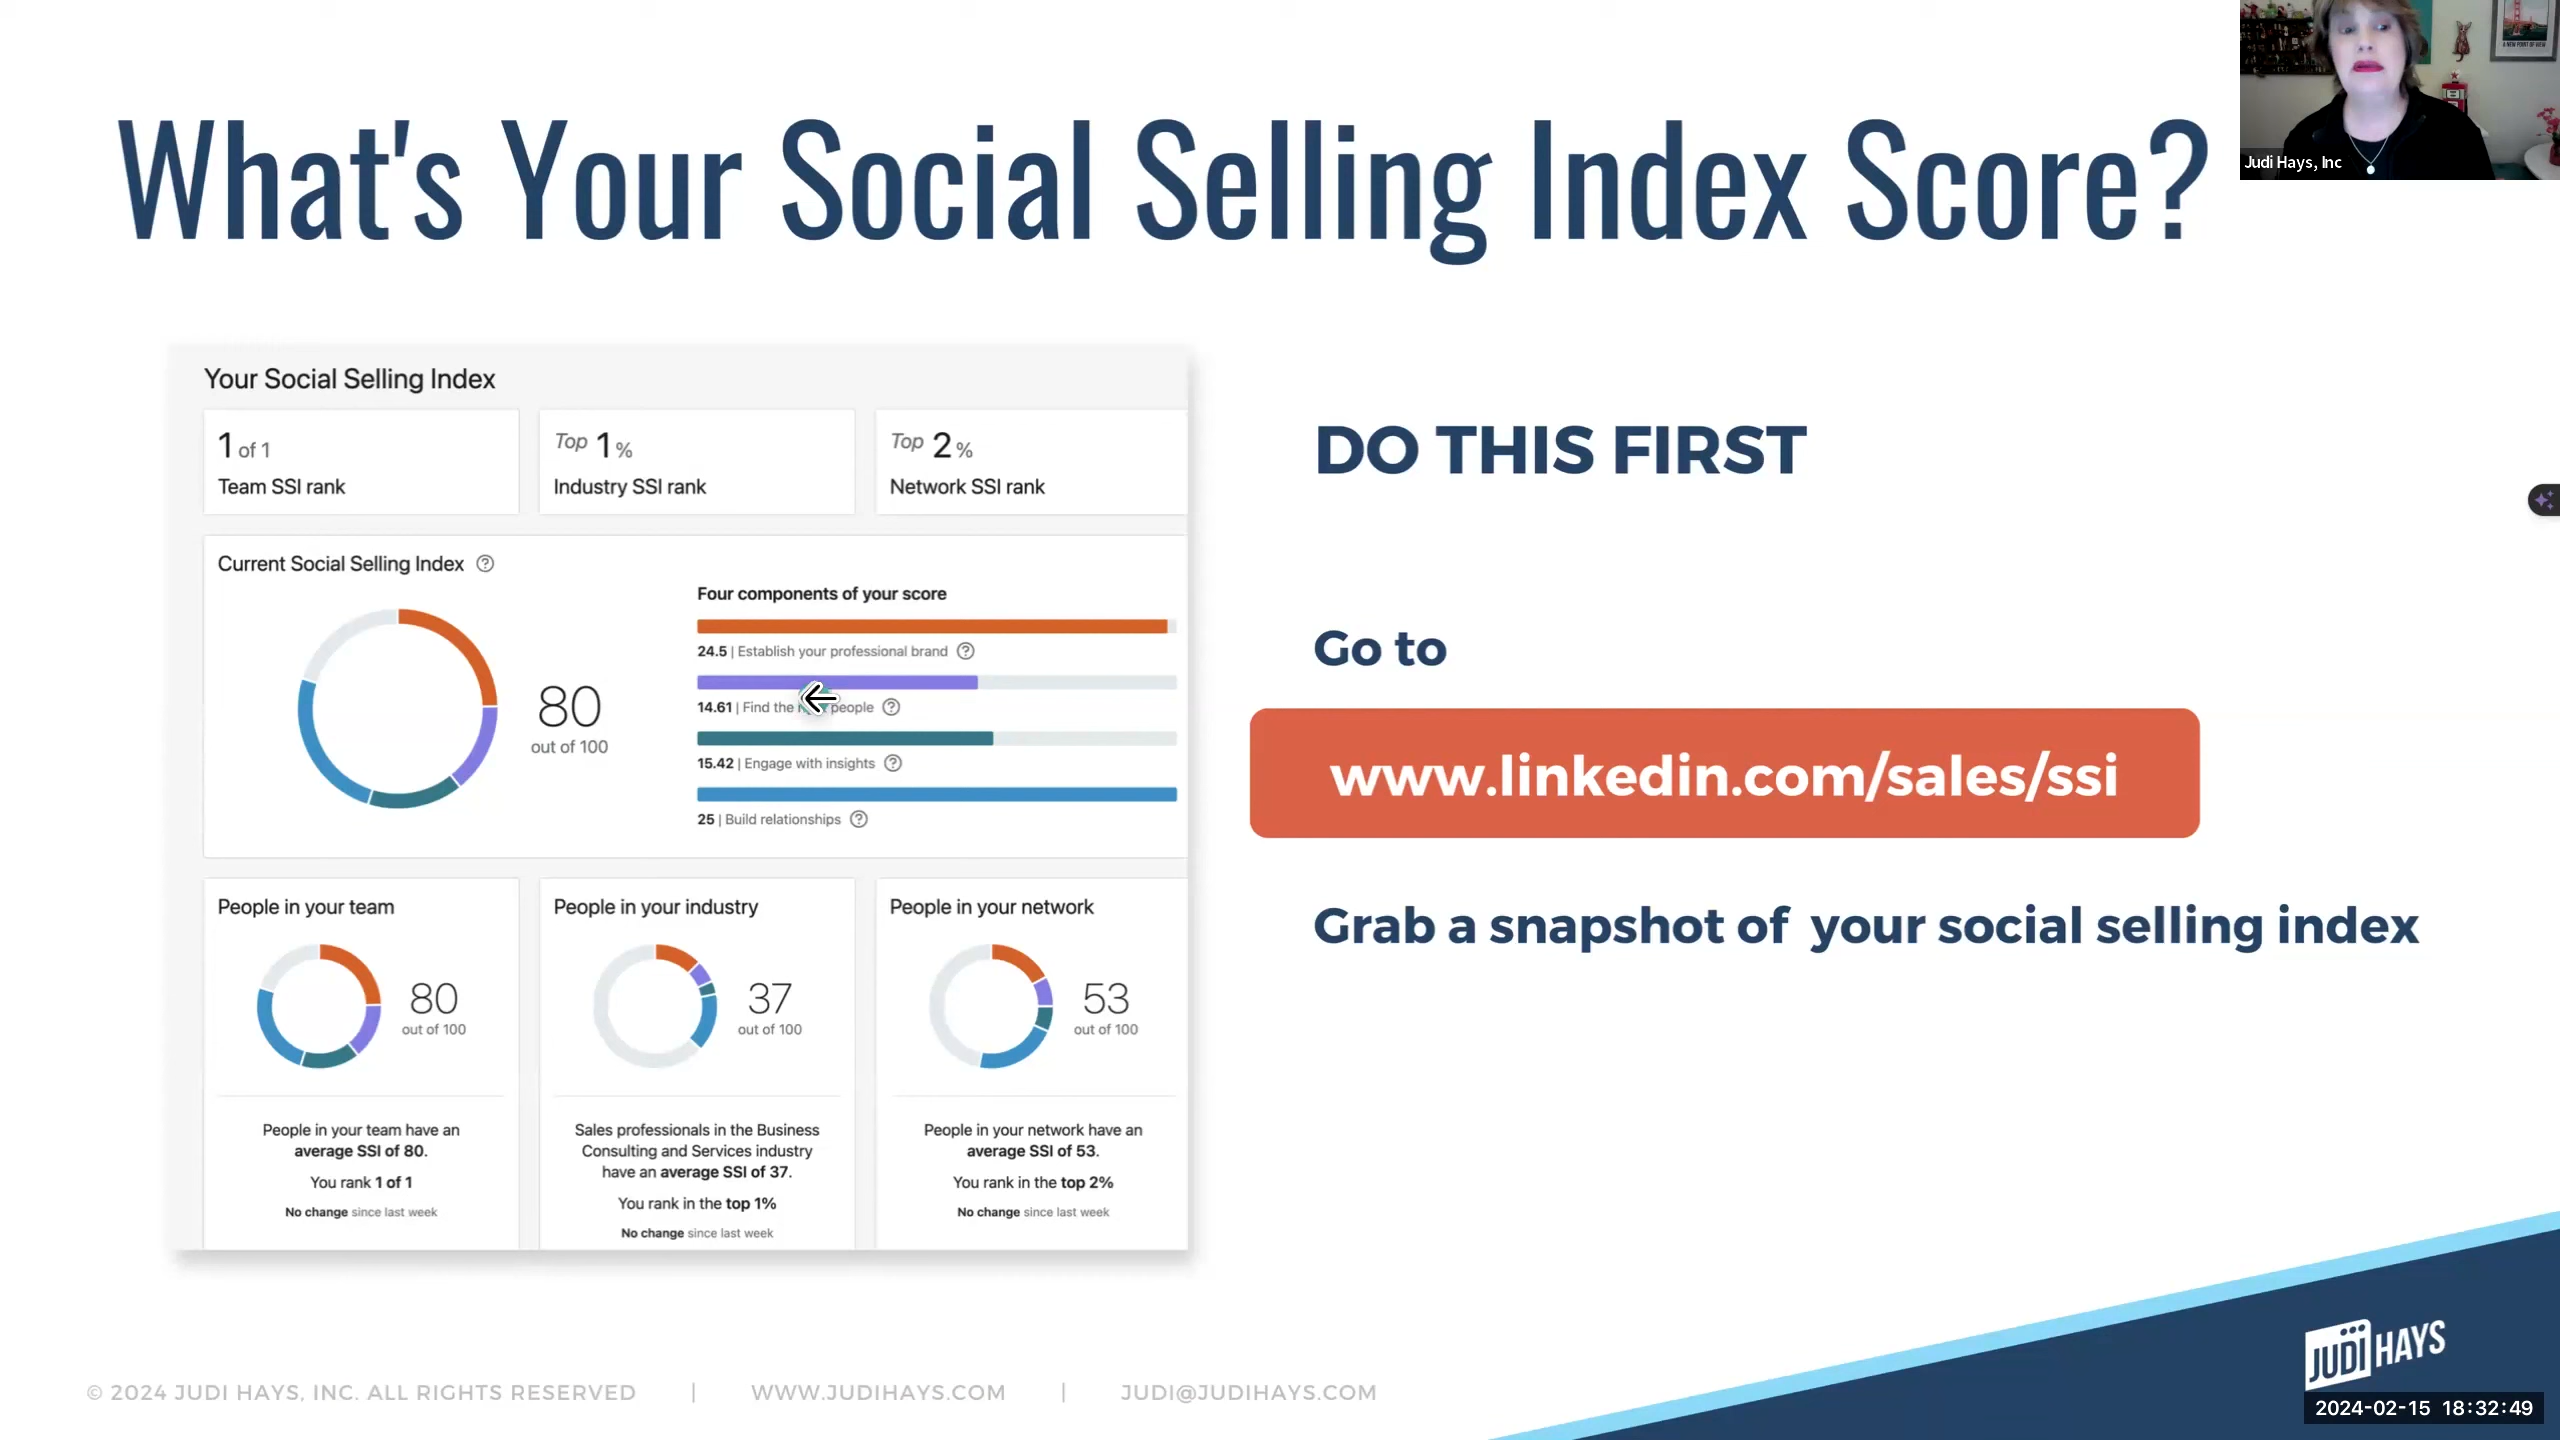 What's Your Social Selling Index Score?
Judi Hays, Inc
Your Social Selling Index
1 of 1
Team SSI rank
Top 1 %
Industry SSI rank
Top 2 %
Network SSI rank
Current Social Selling Index ?
80
out of 100
Four components of your score
24.5 | Establish your professional brand ?
14.61 | Find the people ?
15.42 | Engage with insights ?
25 | Build relationships ?
People in your team
80
out of 100
People in your team have an
average SSI of 80.
You rank 1 of 1
No change since last week
People in your industry
37
out of 100
Sales professionals in the Business
Consulting and Services industry
have an average SSI of 37.
You rank in the top 1%
No change since last week
People in your network
53
out of 100
People in your network have an
average SSI of 53.
You rank in the top 2%
No change since last week
DO THIS FIRST
Go to
www.linkedin.com/sales/ssi
Grab a snapshot of your social selling index
© 2024 JUDI HAYS, INC. ALL RIGHTS RESERVED | WWW.JUDIHAYS.COM | JUDI@JUDIHAYS.COM
JUDI HAYS
2024-02-15 18:32:49